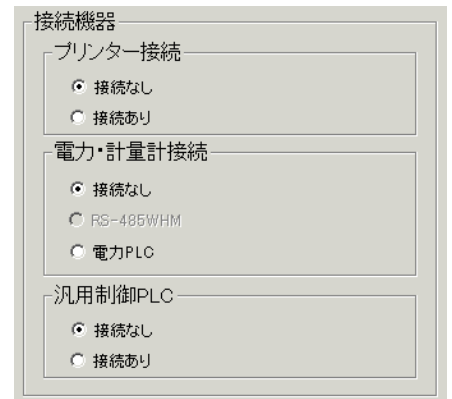 接続機器
プリンター接続
接続なし
接続あり
電力・計量計接続
接続なし
RS-485WHM
電力PLC
汎用制御PLC
接続なし
接続あり